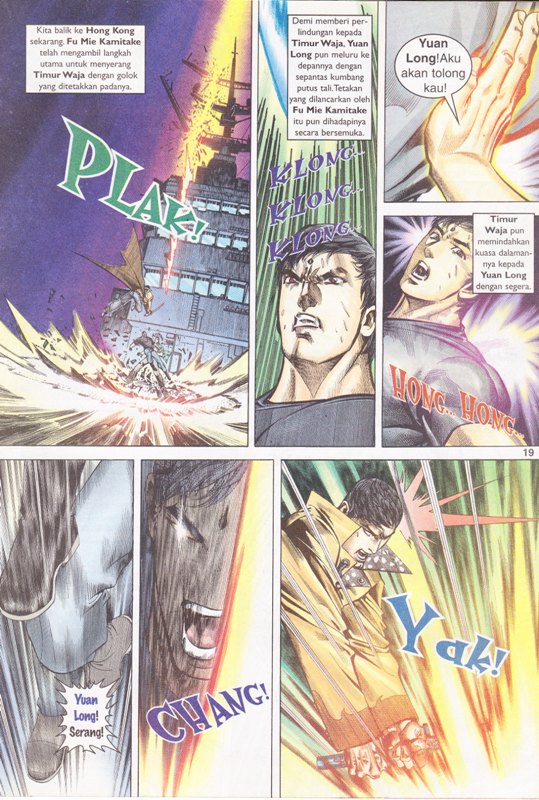 Kita balik ke Hong Kong
sekarang. Fu Mie Kamitake
telah mengambil langkah
utama untuk menyerang
Timur Waja dengan golok
yang ditetakkan padanya.
PLAK!
Demi memberi per-
lindungan kepada
Timur Waja, Yuan
Long pun meluru ke
depannya dengan
sepantas kumbang
putus tali. Tetakan
yang dilancarkan oleh
Fu Mie Kamitake
itu pun dihadapinya
secara bersemuka.
KLONG...
KLONG...
KLONG...
Yuan
Long! Aku
akan tolong
kau!
Timur
Waja pun
memindahkan
kuasa dalaman-
nya kepada
Yuan Long
dengan segera.
HONG... HONG...
19
Yuan
Long!
Serang!
CHANG!
Yak!